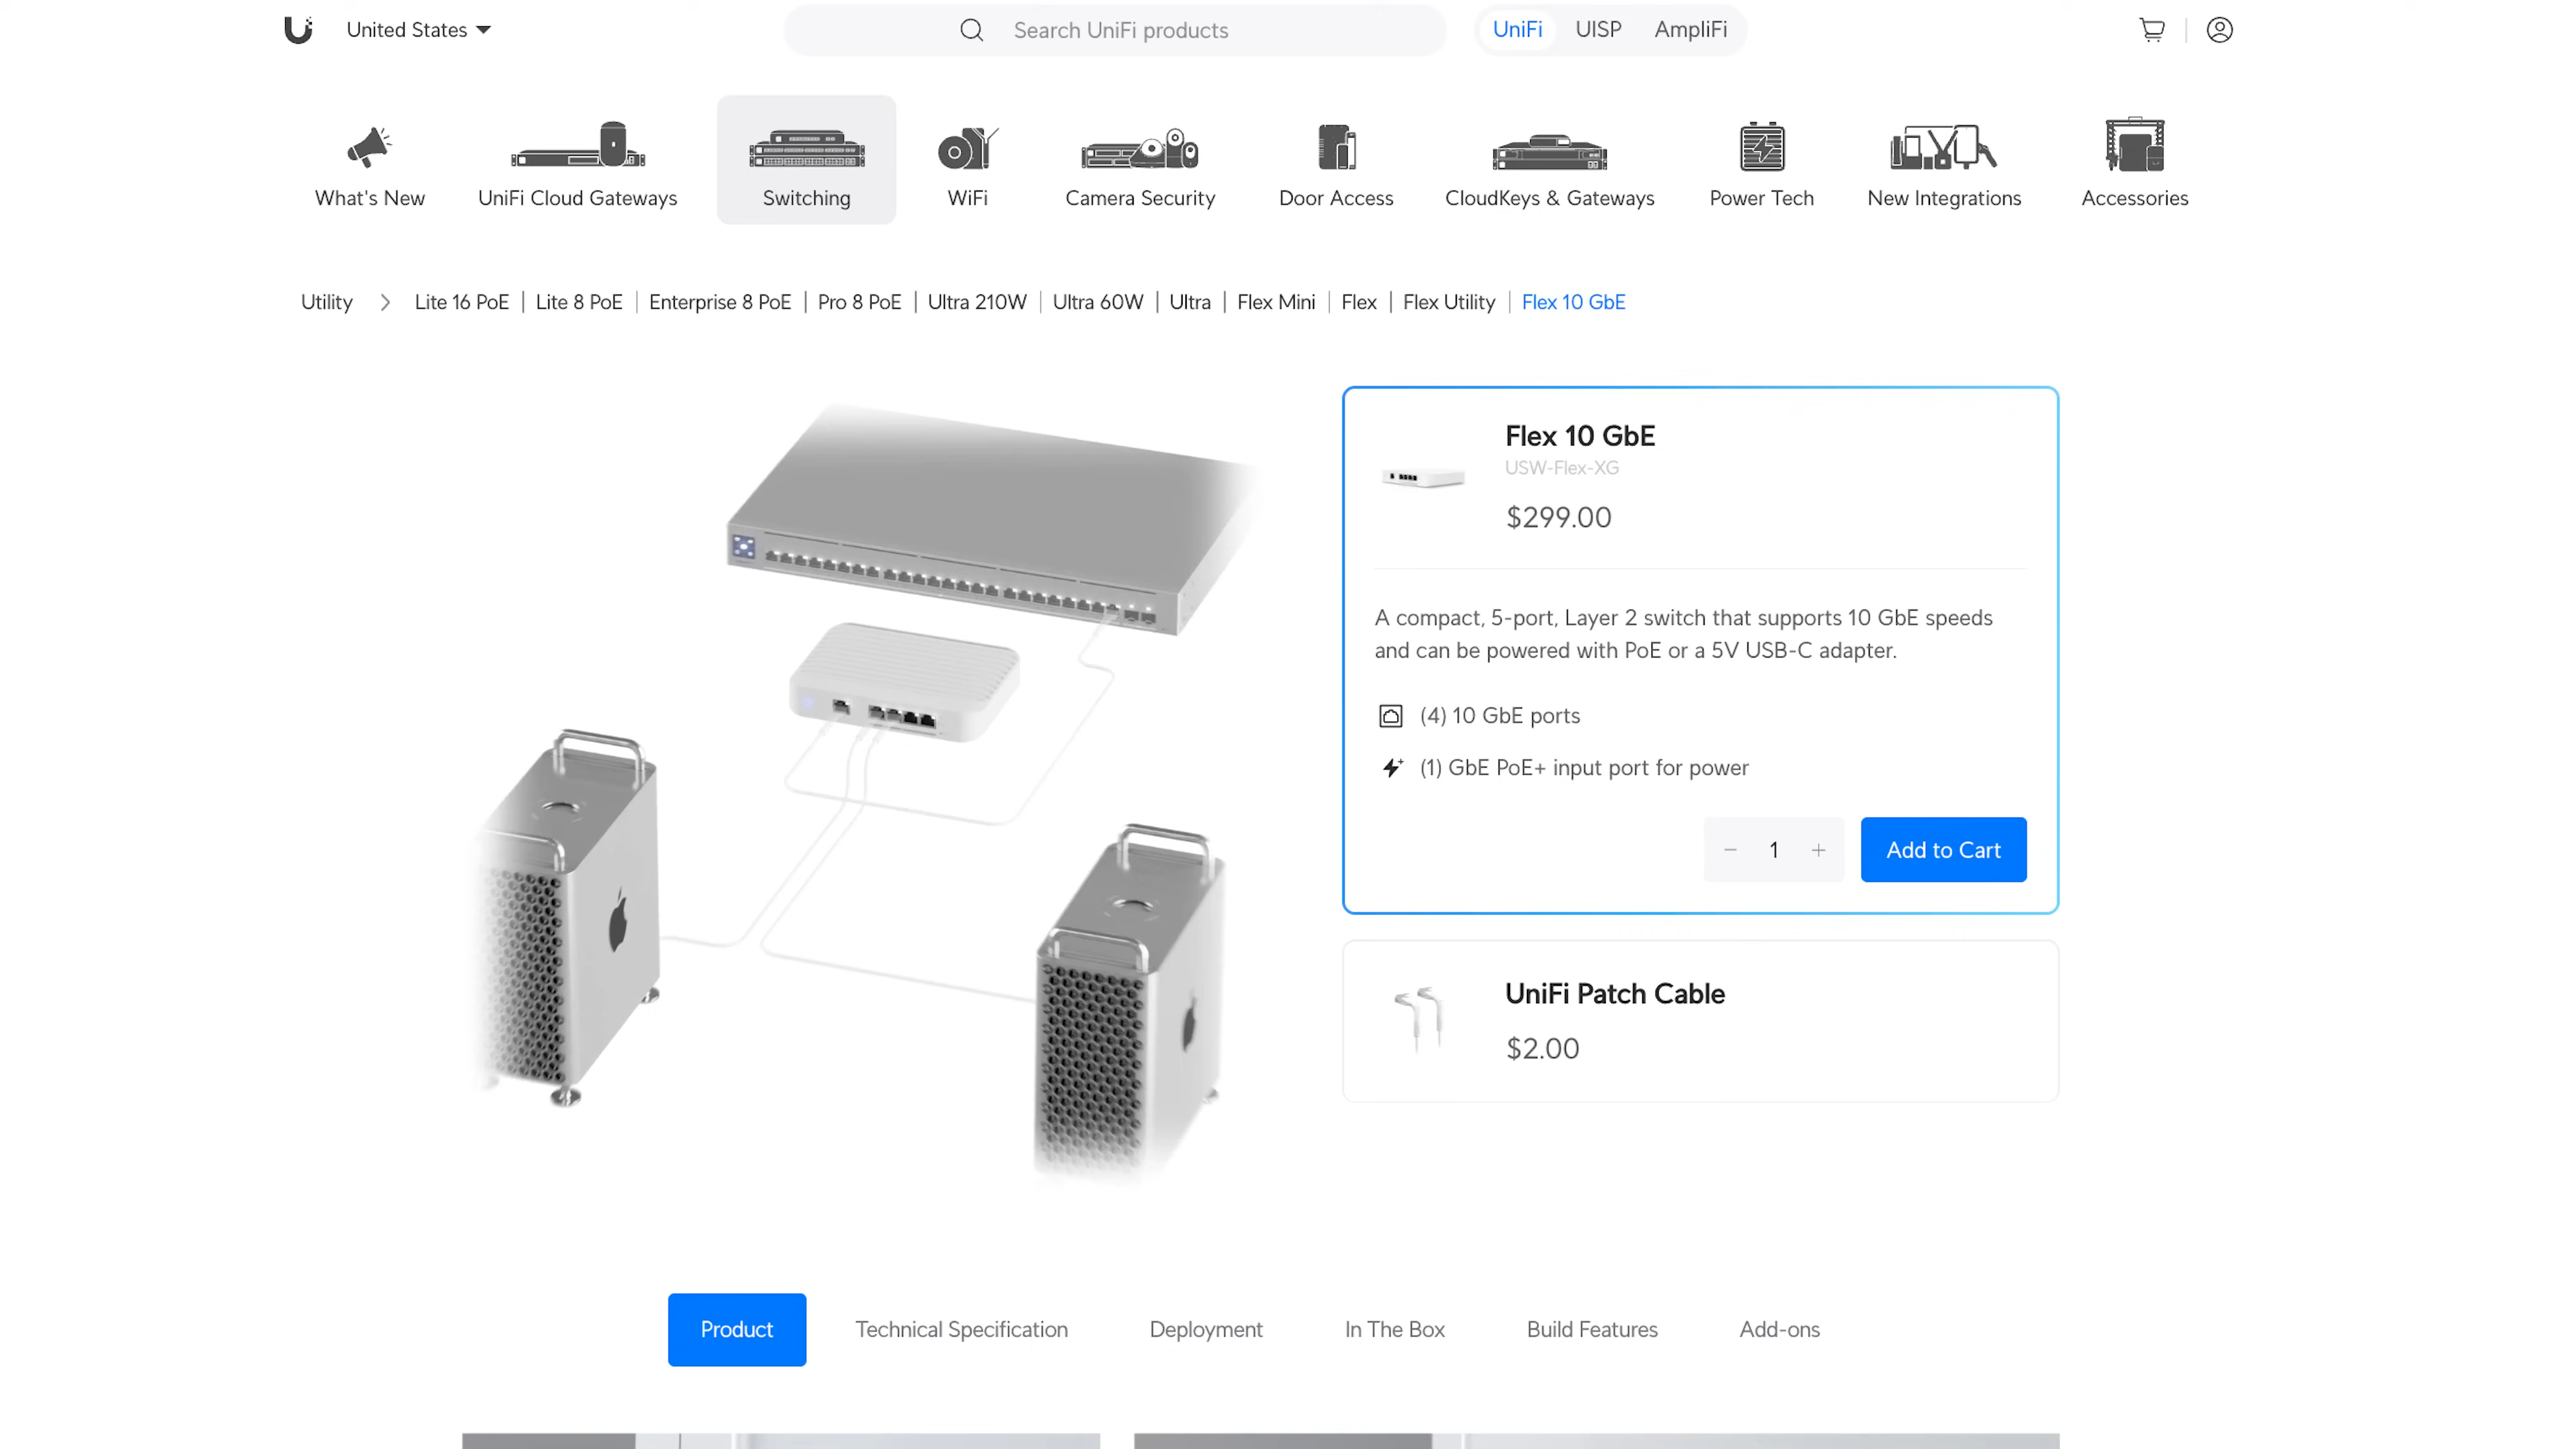 United States
Search UniFi products
UniFi UISP AmpliFi
What's New UniFi Cloud Gateways Switching WiFi Camera Security Door Access CloudKeys & Gateways Power Tech New Integrations Accessories
Utility > Lite 16 PoE | Lite 8 PoE | Enterprise 8 PoE | Pro 8 PoE | Ultra 210W | Ultra 60W | Ultra | Flex Mini | Flex | Flex Utility | Flex 10 GbE
Flex 10 GbE
USW-Flex-XG
$299.00
A compact, 5-port, Layer 2 switch that supports 10 GbE speeds
and can be powered with PoE or a 5V USB-C adapter.
(4) 10 GbE ports
(1) GbE PoE+ input port for power
− 1 + Add to Cart
UniFi Patch Cable
$2.00
Product Technical Specification Deployment In The Box Build Features Add-ons